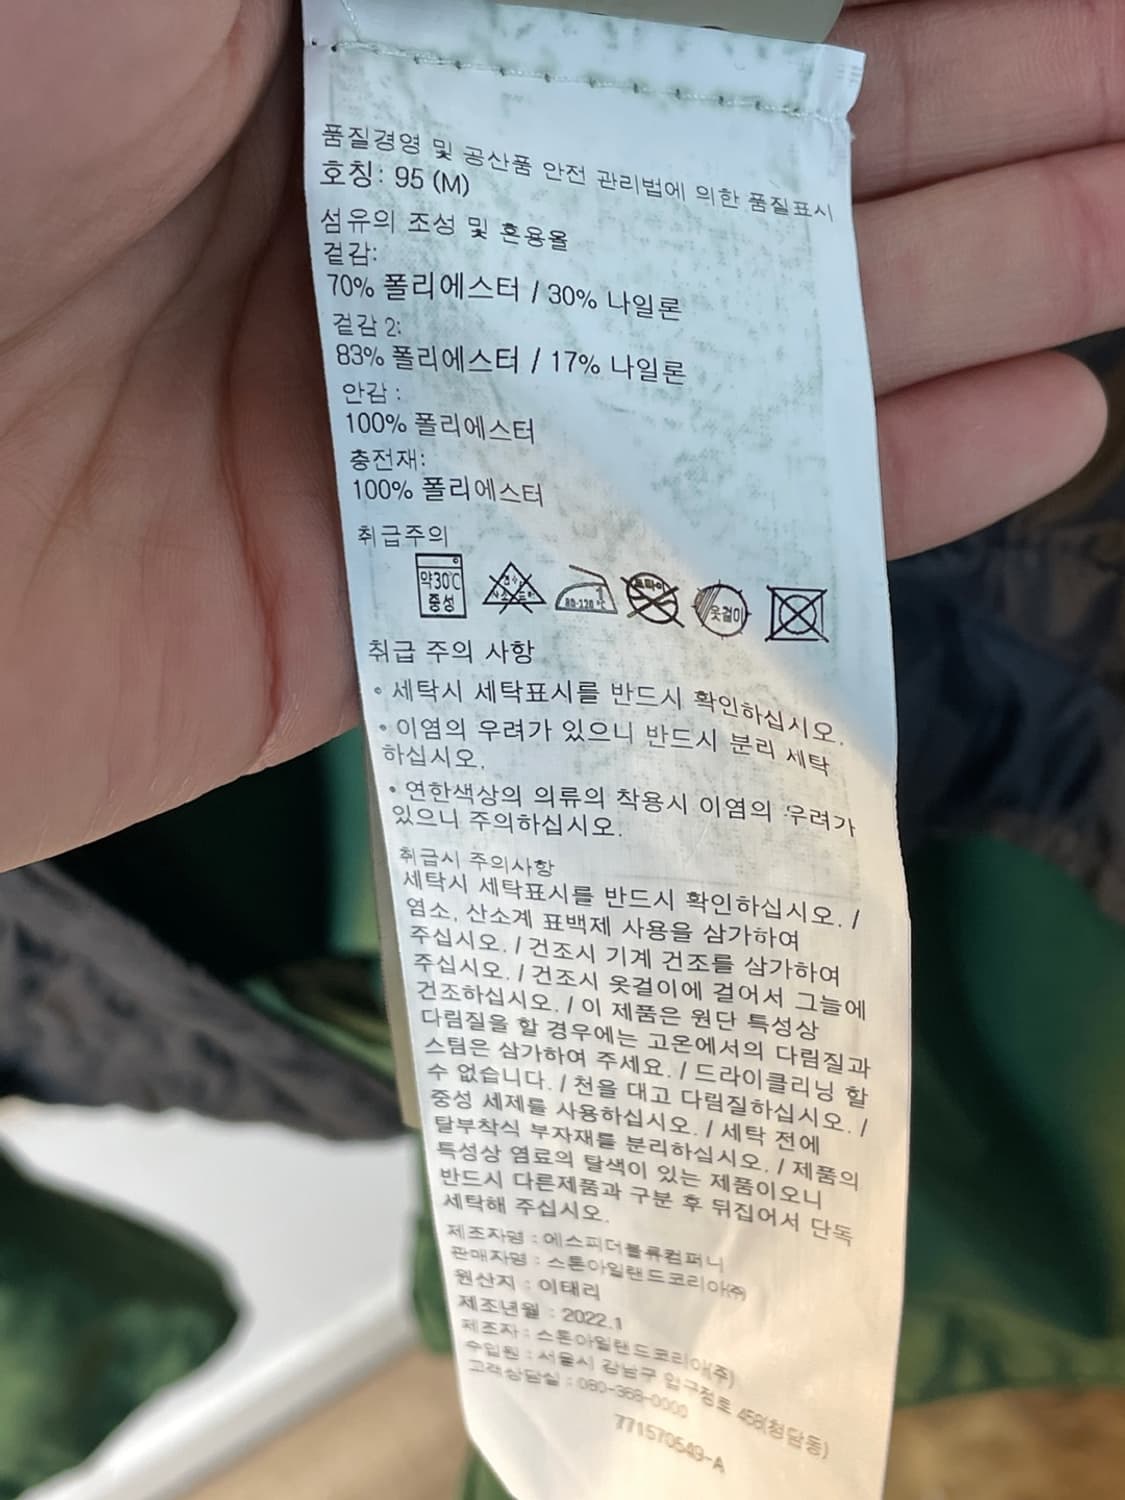 품질경영 및 공산품 안전 관리법에 의한 품질표시
호칭: 95 (M)
섬유의 조성 및 혼용율
겉감:
70% 폴리에스터 / 30% 나일론
겉감 2:
83% 폴리에스터 / 17% 나일론
안감 :
100% 폴리에스터
충전재:
100% 폴리에스터
취급주의
약30℃ 중성
80-120℃
드라이
옷걸이
취급 주의 사항
• 세탁시 세탁표시를 반드시 확인하십시오.
• 이염의 우려가 있으니 반드시 분리 세탁
하십시오.
• 연한색상의 의류의 착용시 이염의 우려가
있으니 주의하십시오.
취급시 주의사항
세탁시 세탁표시를 반드시 확인하십시오. /
염소, 산소계 표백제 사용을 삼가하여
주십시오. / 건조시 기계 건조를 삼가하여
주십시오. / 건조시 옷걸이에 걸어서 그늘에
건조하십시오. / 이 제품은 원단 특성상
다림질을 할 경우에는 고온에서의 다림질과
스팀은 삼가하여 주세요. / 드라이클리닝 할
수 없습니다. / 천을 대고 다림질하십시오. /
중성 세제를 사용하십시오. / 세탁 전에
탈부착식 부자재를 분리하십시오. / 제품의
특성상 염료의 탈색이 있는 제품이오니
반드시 다른제품과 구분 후 뒤집어서 단독
세탁해 주십시오.
제조자명 : 에스피더블류컴퍼니
판매자명 : 스톤아일랜드코리아㈜
원산지 : 이태리
제조년월 : 2022.1
제조자 : 스톤아일랜드코리아(주)
수입원 : 서울시 강남구 압구정로 458(청담동)
고객상담실 : 080-368-0000
771570549-A